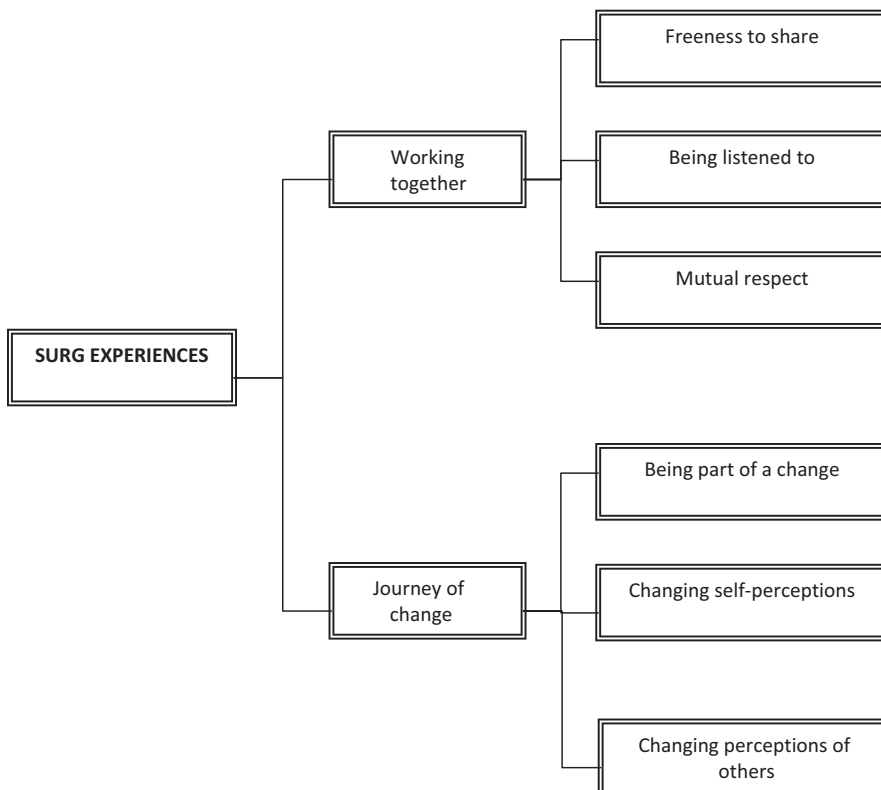 Freeness to share
Working
together
Being listened to
Mutual respect
SURG EXPERIENCES
Being part of a change
Journey of
change
Changing self-perceptions
Changing perceptions of
others